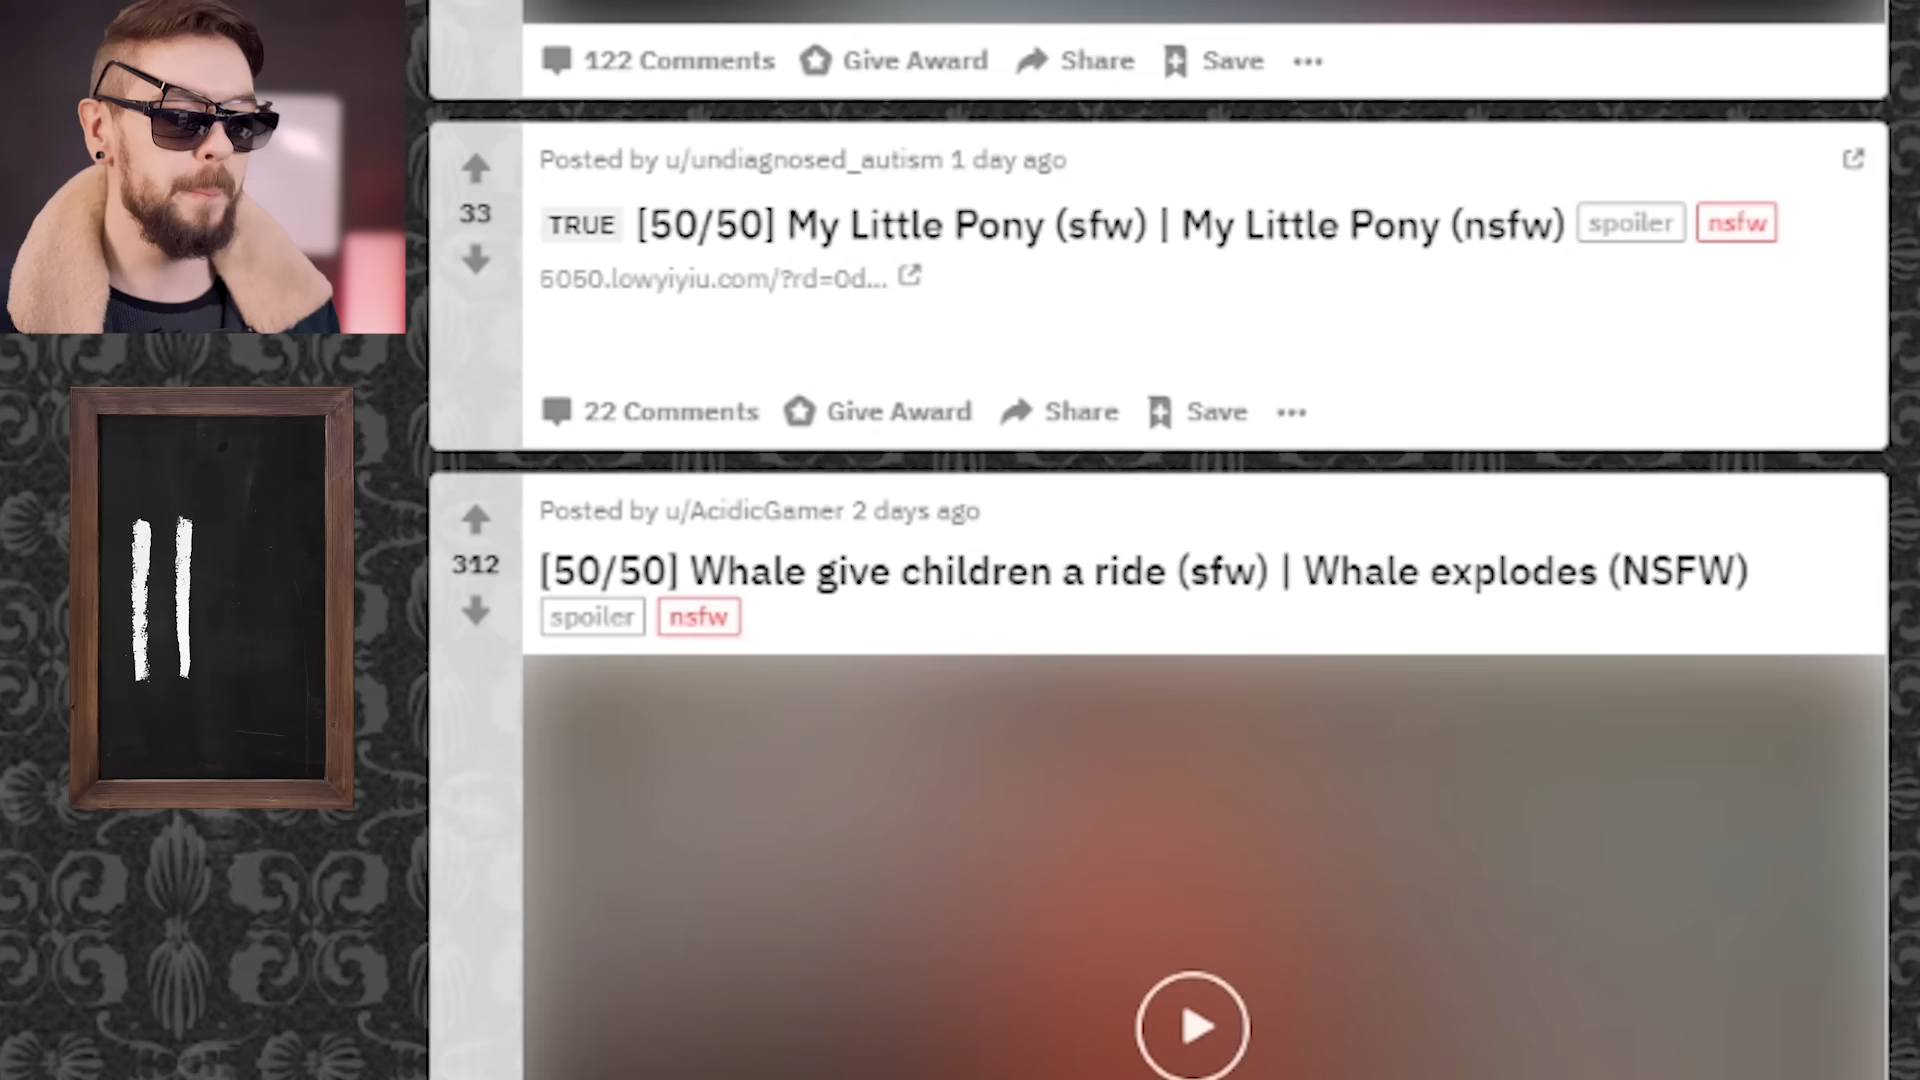 122 Comments Give Award Share Save
Posted by u/undiagnosed_autism 1 day ago
33
TRUE [50/50] My Little Pony (sfw) | My Little Pony (nsfw) spoiler nsfw
5050.lowyiyiu.com/?rd=0d...
22 Comments Give Award Share Save
Posted by u/AcidicGamer 2 days ago
312
[50/50] Whale give children a ride (sfw) | Whale explodes (NSFW)
spoiler nsfw